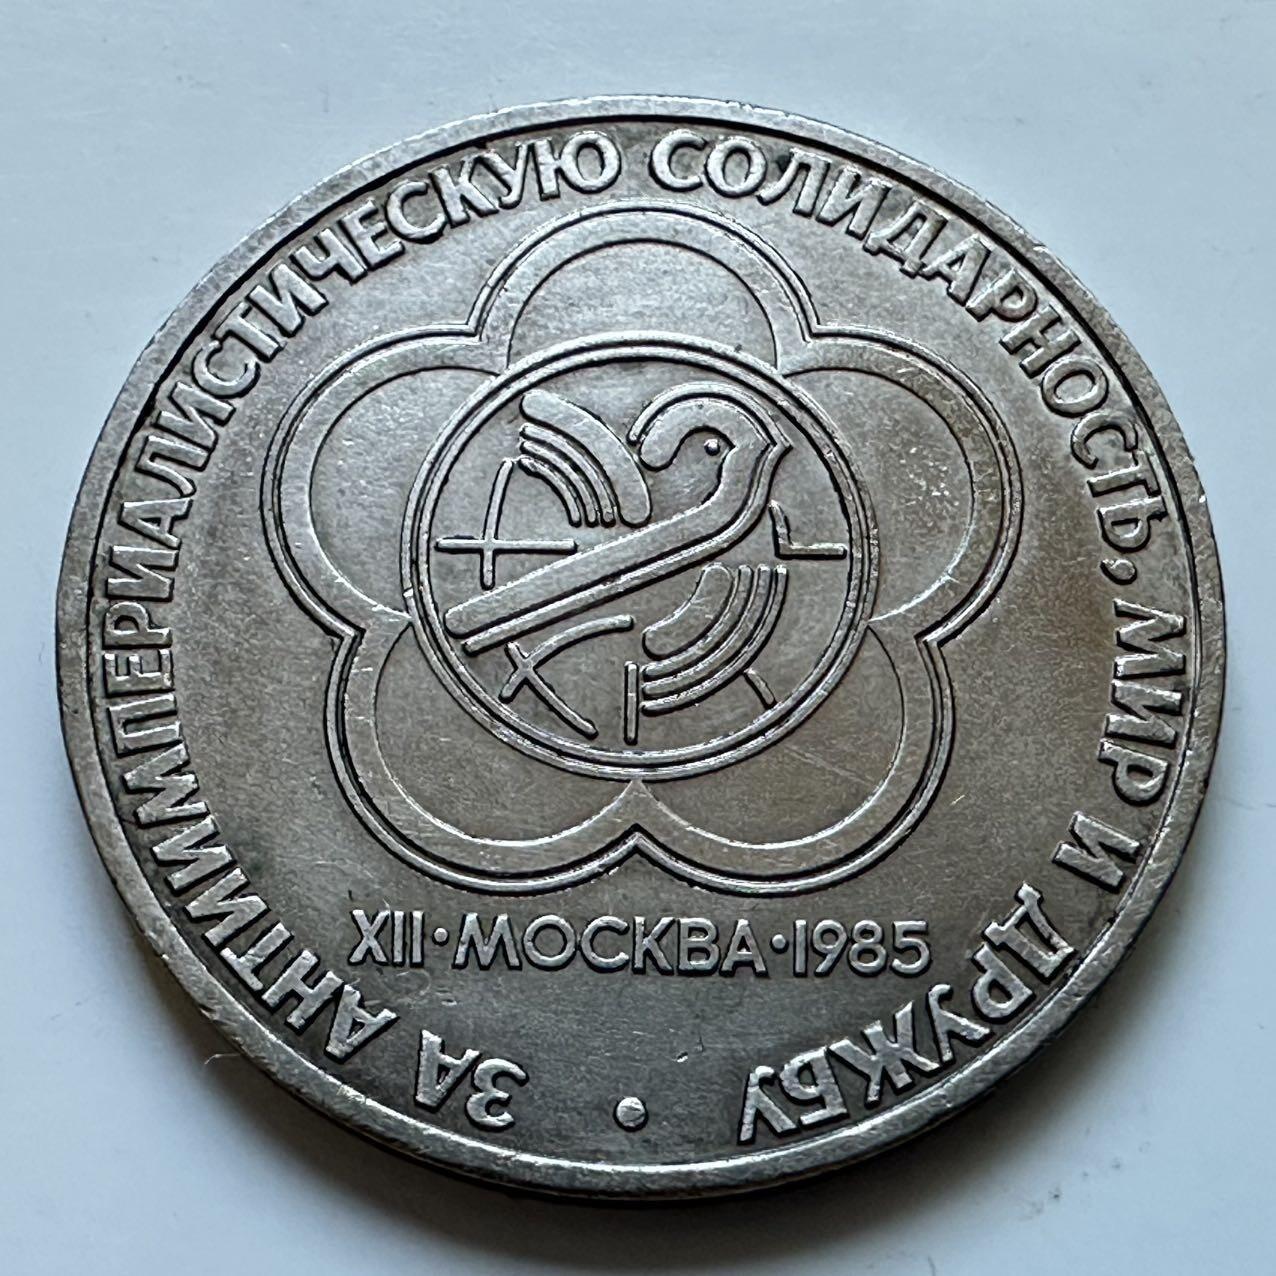 ЗА АНТИИМПЕРИАЛИСТИЧЕСКУЮ СОЛИДАРНОСТЬ, МИР И ДРУЖБУ •
XII·МОСКВА·1985